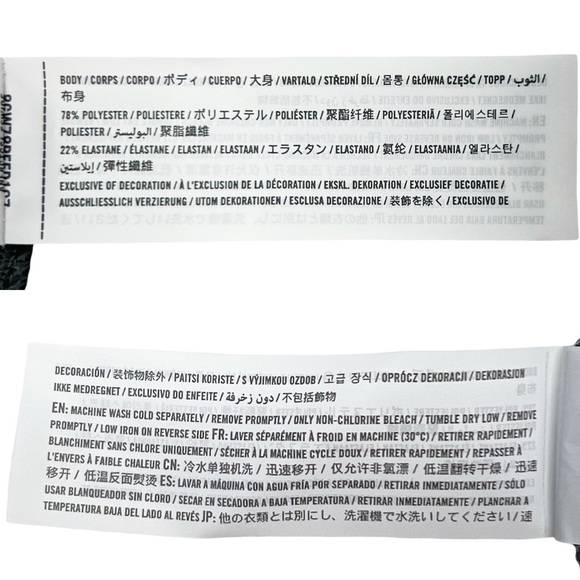 BODY / CORPS / CORPO / ボディ / CUERPO / 大身 / VARTALO / STŘEDNÍ DÍL / 몸통 / GŁÓWNA CZĘŚĆ / TOPP / الثوب /
布身
78% POLYESTER / POLIESTERE / ポリエステル / POLIÉSTER / 聚酯纤维 / POLYESTERIÄ / 폴리에스테르 /
POLIESTER / البوليستر / 聚脂纖維
22% ELASTANE / ÉLASTANE / ELASTAN / ELASTAAN / エラスタン / ELASTANO / 氨纶 / ELASTAANIA / 엘라스탄 /
إيلاستين / 彈性纖維
EXCLUSIVE OF DECORATION / À L'EXCLUSION DE LA DÉCORATION / EKSKL. DEKORATION / EXCLUSIEF DECORATIE /
AUSSCHLIESSLICH VERZIERUNG / UTOM DEKORATIONEN / ESCLUSA DECORAZIONE / 装飾を除く / EXCLUSIVO DE
DECORACIÓN / 装饰物除外 / PAITSI KORISTE / S VÝJIMKOU OZDOB / 고급 장식 / OPRÓCZ DEKORACJI / DEKORASJON
IKKE MEDREGNET / EXCLUSIVO DO ENFEITE / دون زخرفة / 不包括飾物
EN: MACHINE WASH COLD SEPARATELY / REMOVE PROMPTLY / ONLY NON-CHLORINE BLEACH / TUMBLE DRY LOW / REMOVE
PROMPTLY / LOW IRON ON REVERSE SIDE FR: LAVER SÉPARÉMENT À FROID EN MACHINE (30°C) / RETIRER RAPIDEMENT /
BLANCHIMENT SANS CHLORE UNIQUEMENT / SÉCHER À LA MACHINE CYCLE DOUX / RETIRER RAPIDEMENT / REPASSER À
L'ENVERS À FAIBLE CHALEUR CN: 冷水单独机洗 / 迅速移开 / 仅允许非氯漂 / 低温翻转干燥 / 迅速
移开 / 低温反面熨烫 ES: LAVAR A MÁQUINA CON AGUA FRÍA POR SEPARADO / RETIRAR INMEDIATAMENTE / SÓLO
USAR BLANQUEADOR SIN CLORO / SECAR EN SECADORA A BAJA TEMPERATURA / RETIRAR INMEDIATAMENTE / PLANCHAR A
TEMPERATURA BAJA DEL LADO AL REVÉS JP: 他の衣類とは別にし、洗濯機で水洗いしてください / 速